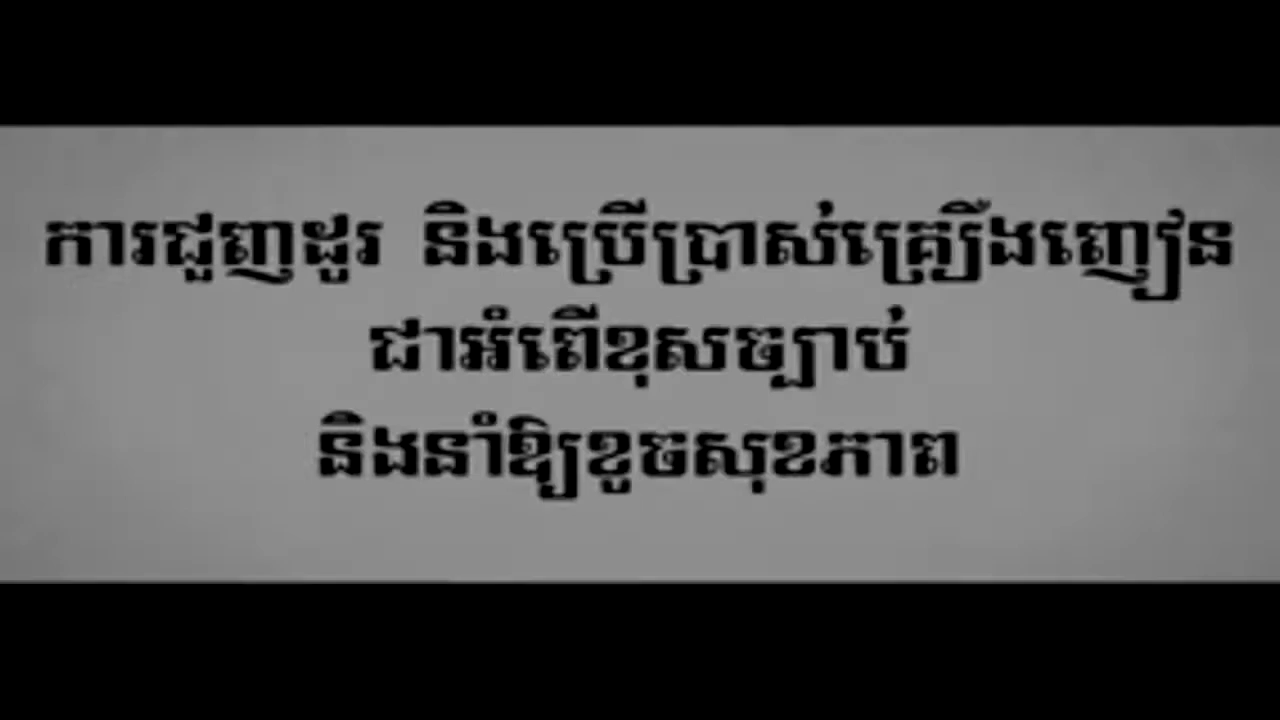 ការជួញដូរ និងប្រើប្រាស់គ្រឿងញៀន
ជាអំពើខុសច្បាប់
និងនាំឱ្យខូចសុខភាព